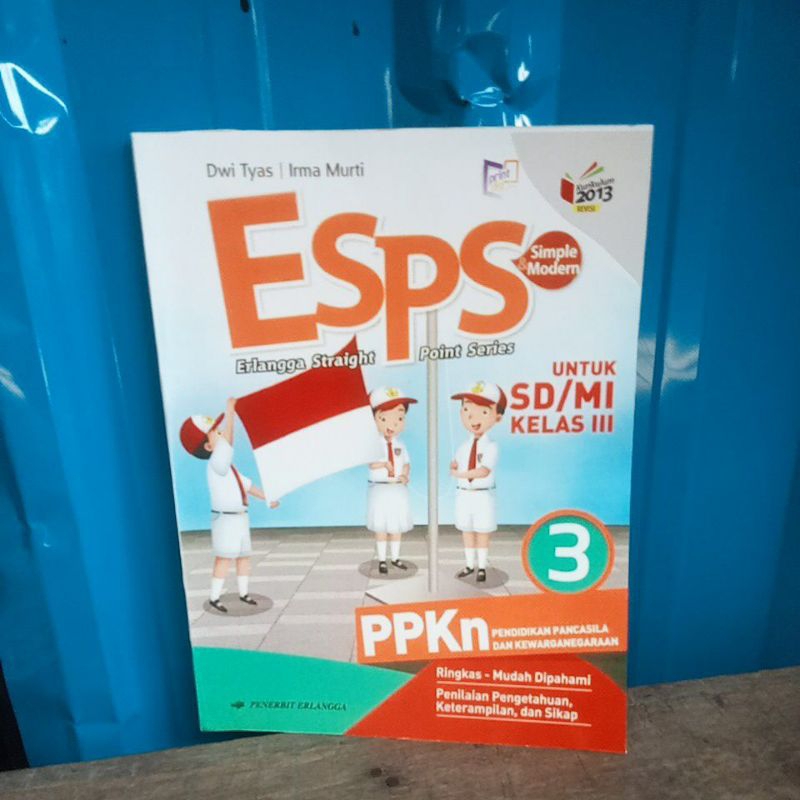 Dwi Tyas | Irma Murti
print
Kurikulum
2013
REVISI
ESPS
Simple
& Modern
Erlangga Straight Point Series
UNTUK
SD/MI
KELAS III
3
PPKn PENDIDIKAN PANCASILA
DAN KEWARGANEGARAAN
Ringkas - Mudah Dipahami
Penilaian Pengetahuan,
Keterampilan, dan Sikap
PENERBIT ERLANGGA